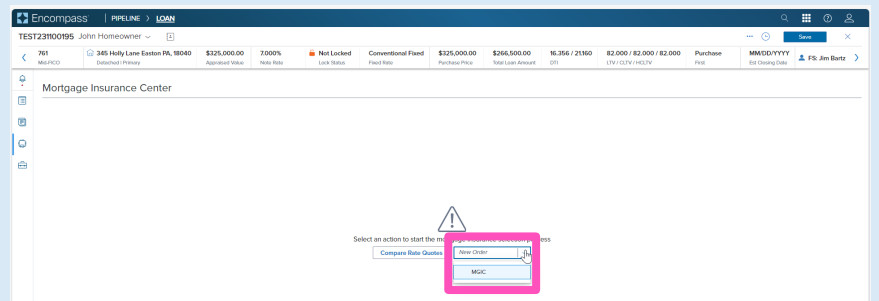 Encompass | PIPELINE > LOAN
TEST231100195 John Homeowner
Save
761 345 Holly Lane Easton PA, 18040 $325,000.00 7.000% Not Locked Conventional Fixed $325,000.00 $266,500.00 16.356 / 21.160 82.000 / 82.000 / 82.000 Purchase MM/DD/YYYY FS: Jim Bartz
Mid-FICO Detached / Primary Appraised Value Note Rate Lock Status Fixed Rate Purchase Price Total Loan Amount DTI LTV / CLTV / HCLTV First Est Closing Date
Mortgage Insurance Center
Select an action to start the mortgage insurance selection process
Compare Rate Quotes New Order
MGIC